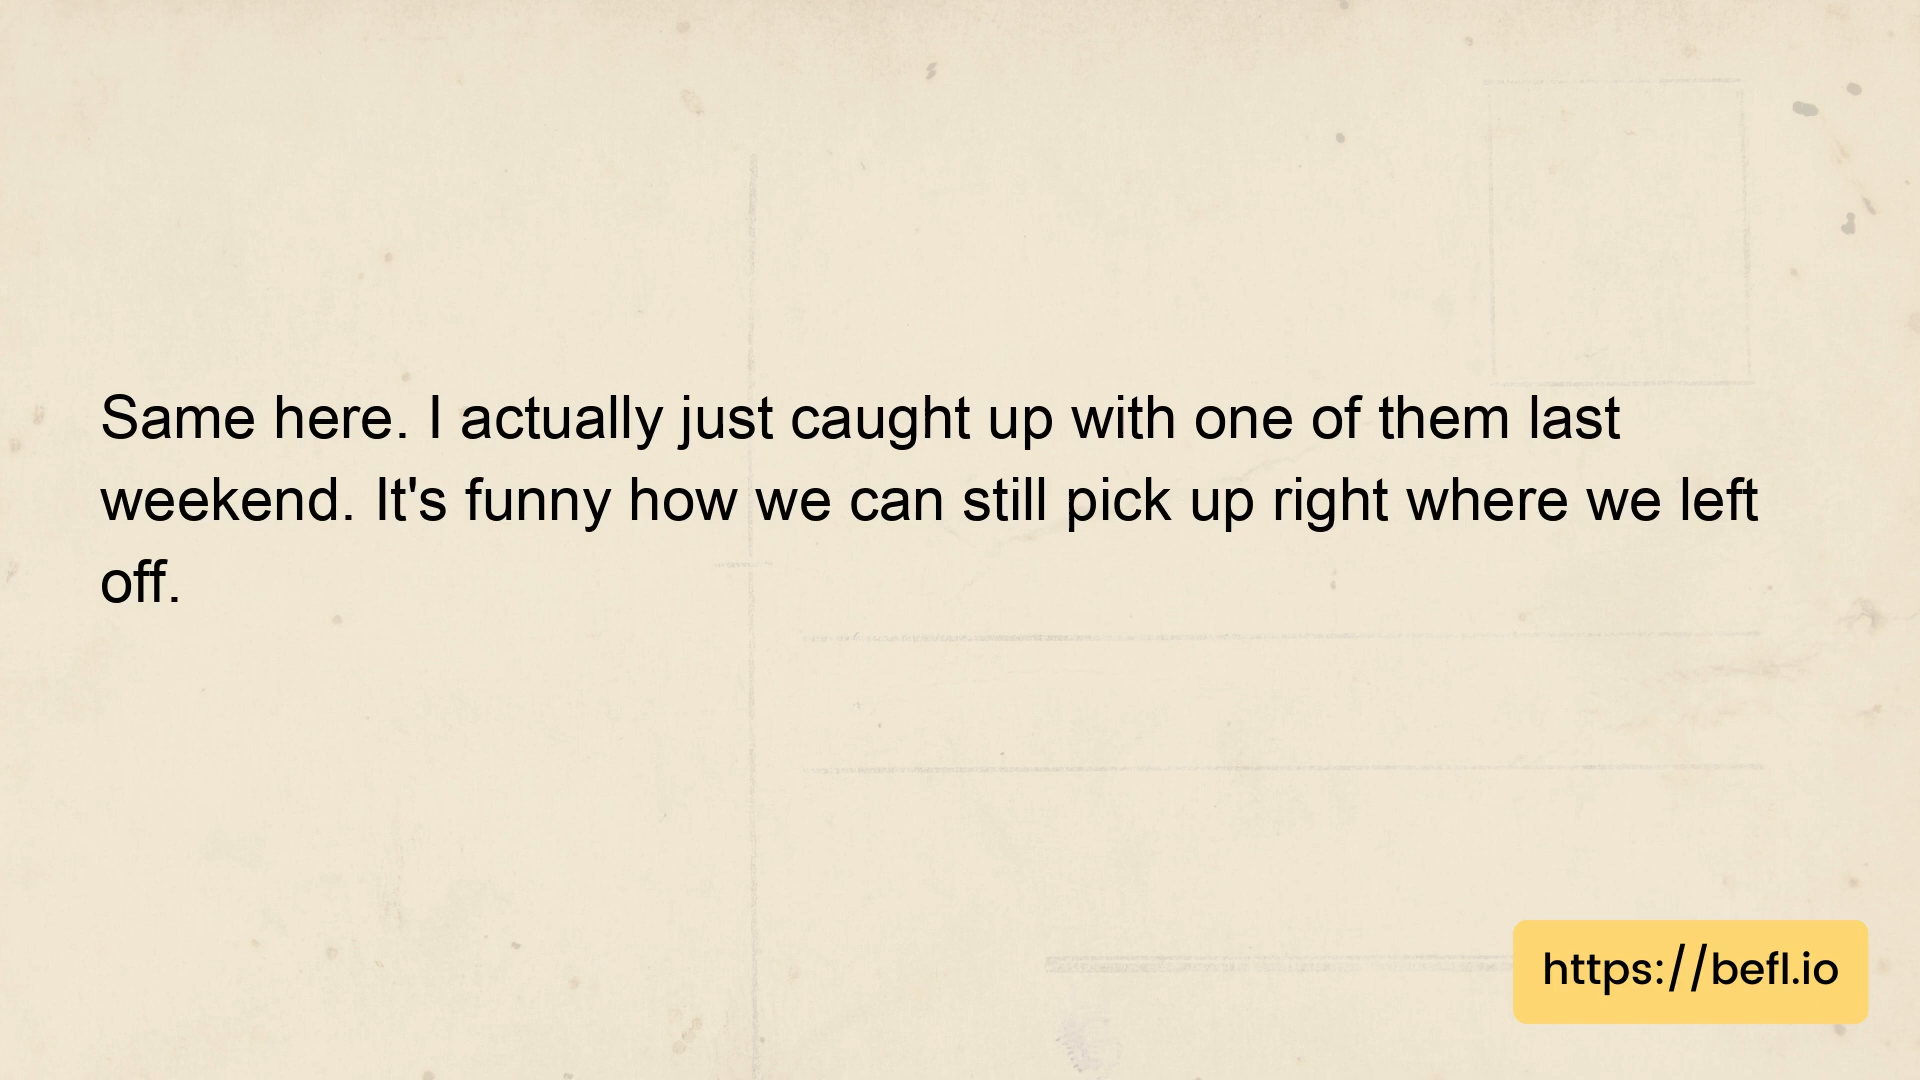 Same here. I actually just caught up with one of them last
weekend. It's funny how we can still pick up right where we left
off.
https://befl.io